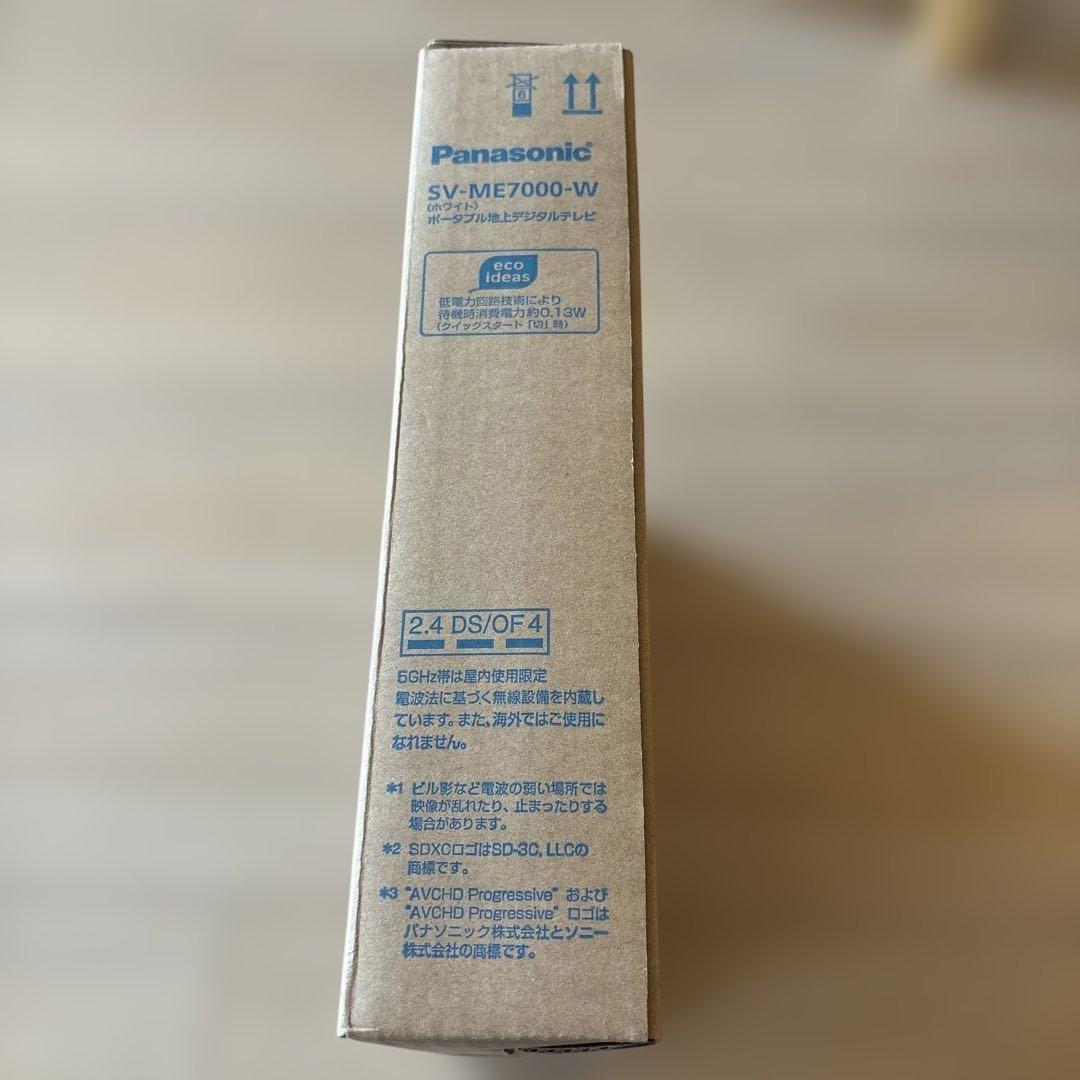 6
Panasonic
SV-ME7000-W
(ホワイト)
ポータブル地上デジタルテレビ
eco
ideas
低電力回路技術により
待機時消費電力約0.13W
(クイックスタート「切」時)
2.4 DS/OF4
5GHz帯は屋内使用限定
電波法に基づく無線設備を内蔵し
ています。また、海外ではご使用に
なれません。
*1 ビル影など電波の弱い場所では
映像が乱れたり、止まったりする
場合があります。
*2 SDXCロゴはSD-3C, LLCの
商標です。
*3 "AVCHD Progressive" および
"AVCHD Progressive" ロゴは
パナソニック株式会社とソニー
株式会社の商標です。